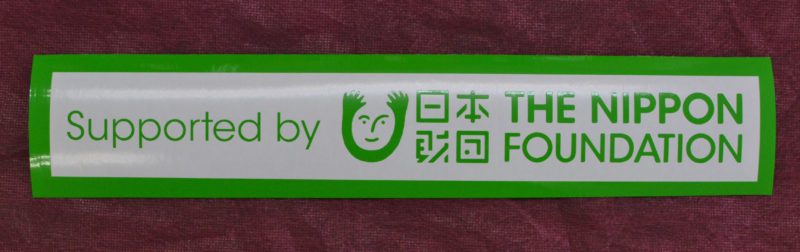 Supported by
日本
財団
THE NIPPON
FOUNDATION